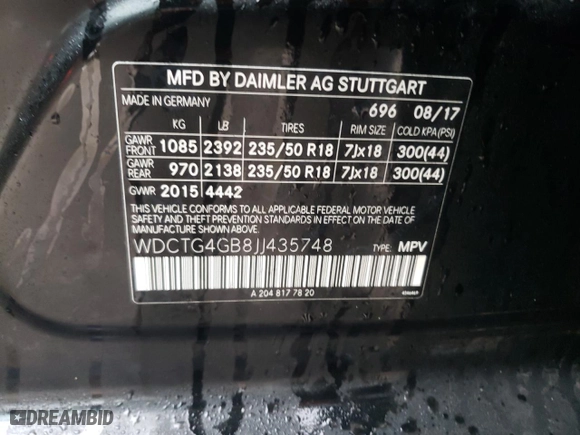 MFD BY DAIMLER AG STUTTGART
MADE IN GERMANY 696 08/17
KG LB TIRES RIM SIZE COLD KPA (PSI)
GAWR FRONT 1085 2392 235/50 R18 7Jx18 300(44)
GAWR REAR 970 2138 235/50 R18 7Jx18 300(44)
GVWR 2015 4442
THIS VEHICLE CONFORMS TO ALL APPLICABLE FEDERAL MOTOR VEHICLE
SAFETY AND THEFT PREVENTION STANDARDS IN EFFECT ON THE DATE OF
MANUFACTURE SHOWN ABOVE.
WDCTG4GB8JJ435748 TYPE: MPV
A 204 817 78 20
DREAMBID